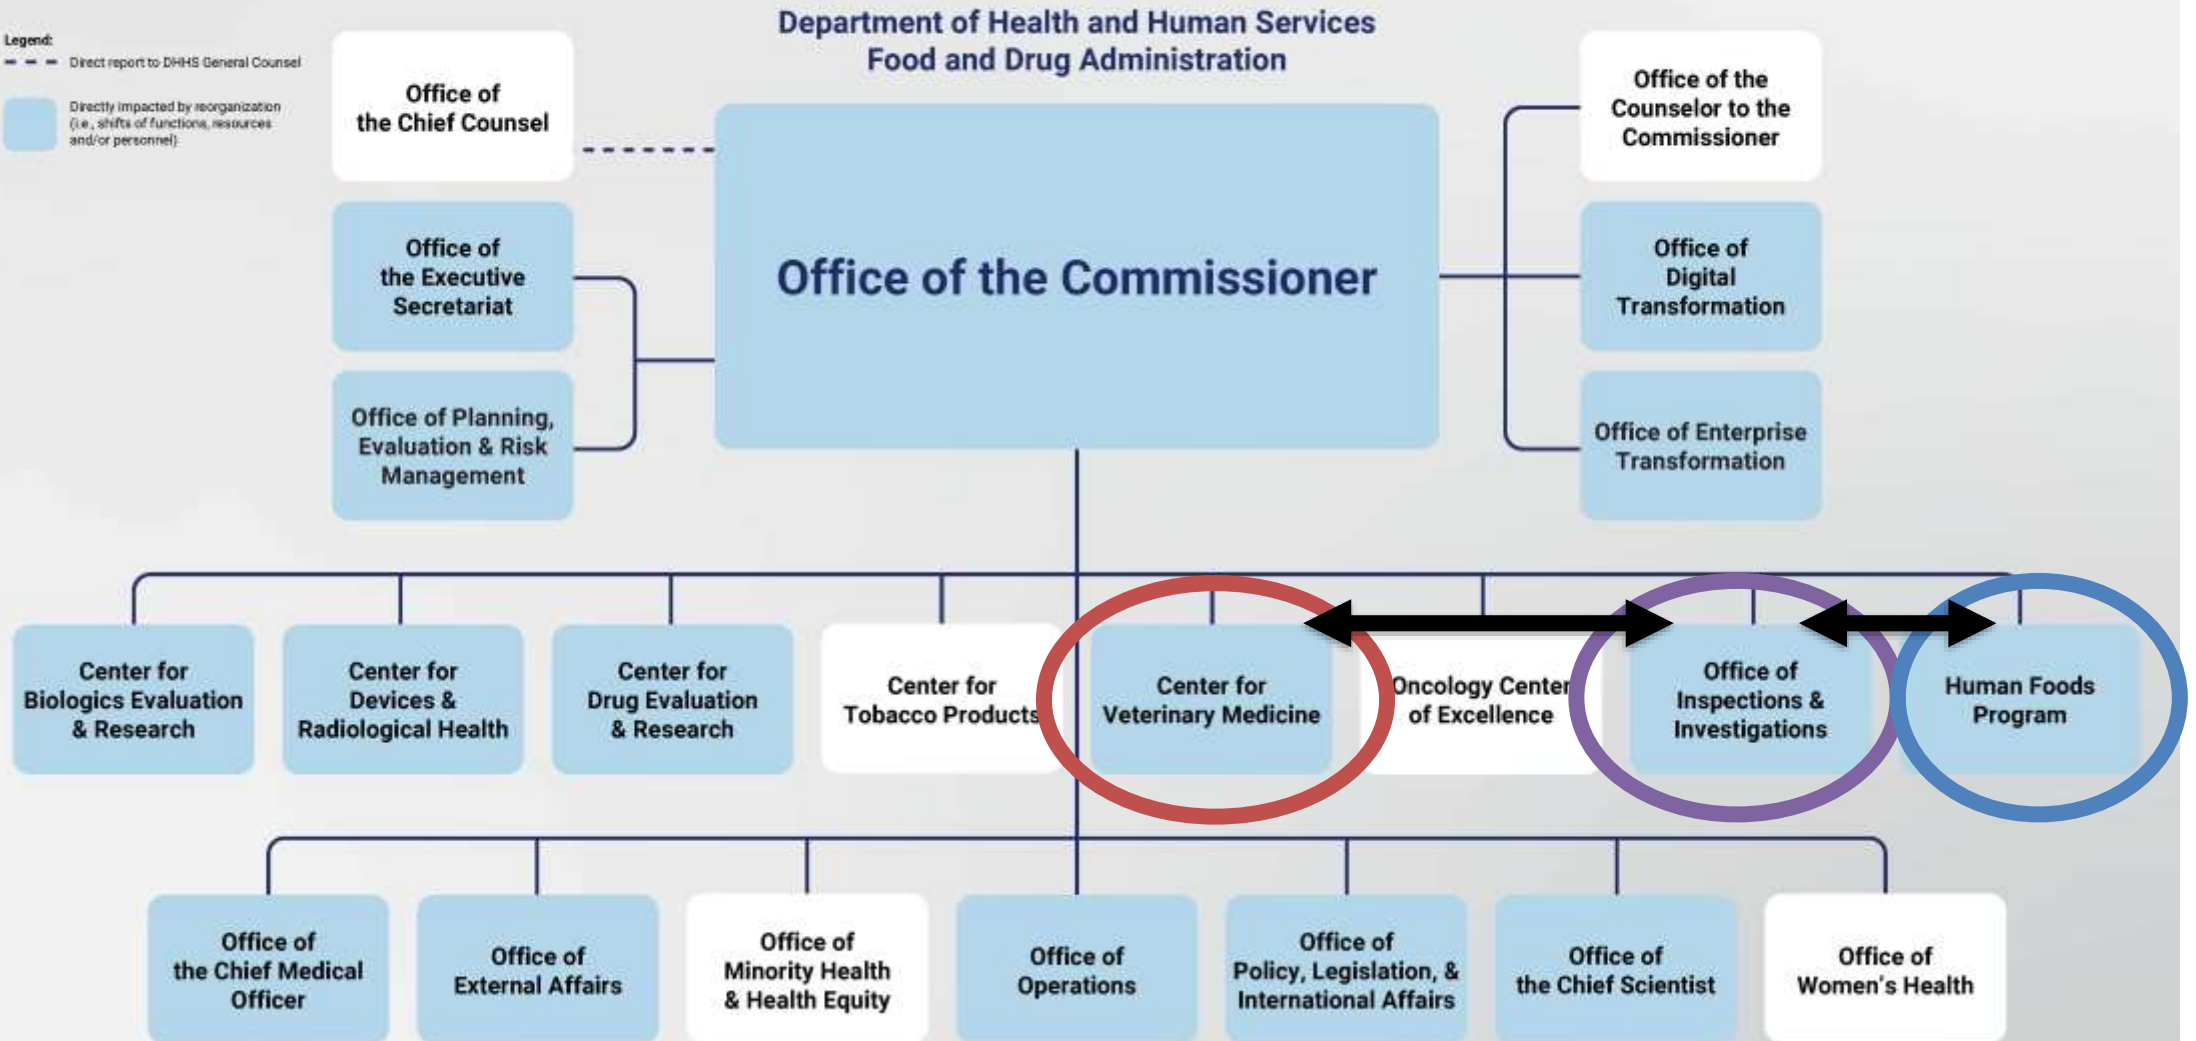 Department of Health and Human Services
Food and Drug Administration
Legend:
Direct report to DHHS General Counsel
Directly impacted by reorganization
(i.e., shifts of functions, resources
and/or personnel)
Office of
the Chief Counsel
Office of the
Counselor to the
Commissioner
Office of
the Executive
Secretariat
Office of the Commissioner
Office of
Digital
Transformation
Office of Planning,
Evaluation & Risk
Management
Office of Enterprise
Transformation
Center for
Biologics Evaluation
& Research
Center for
Devices &
Radiological Health
Center for
Drug Evaluation
& Research
Center for
Tobacco Products
Center for
Veterinary Medicine
Oncology Center
of Excellence
Office of
Inspections &
Investigations
Human Foods
Program
Office of
the Chief Medical
Officer
Office of
External Affairs
Office of
Minority Health
& Health Equity
Office of
Operations
Office of
Policy, Legislation, &
International Affairs
Office of
the Chief Scientist
Office of
Women's Health